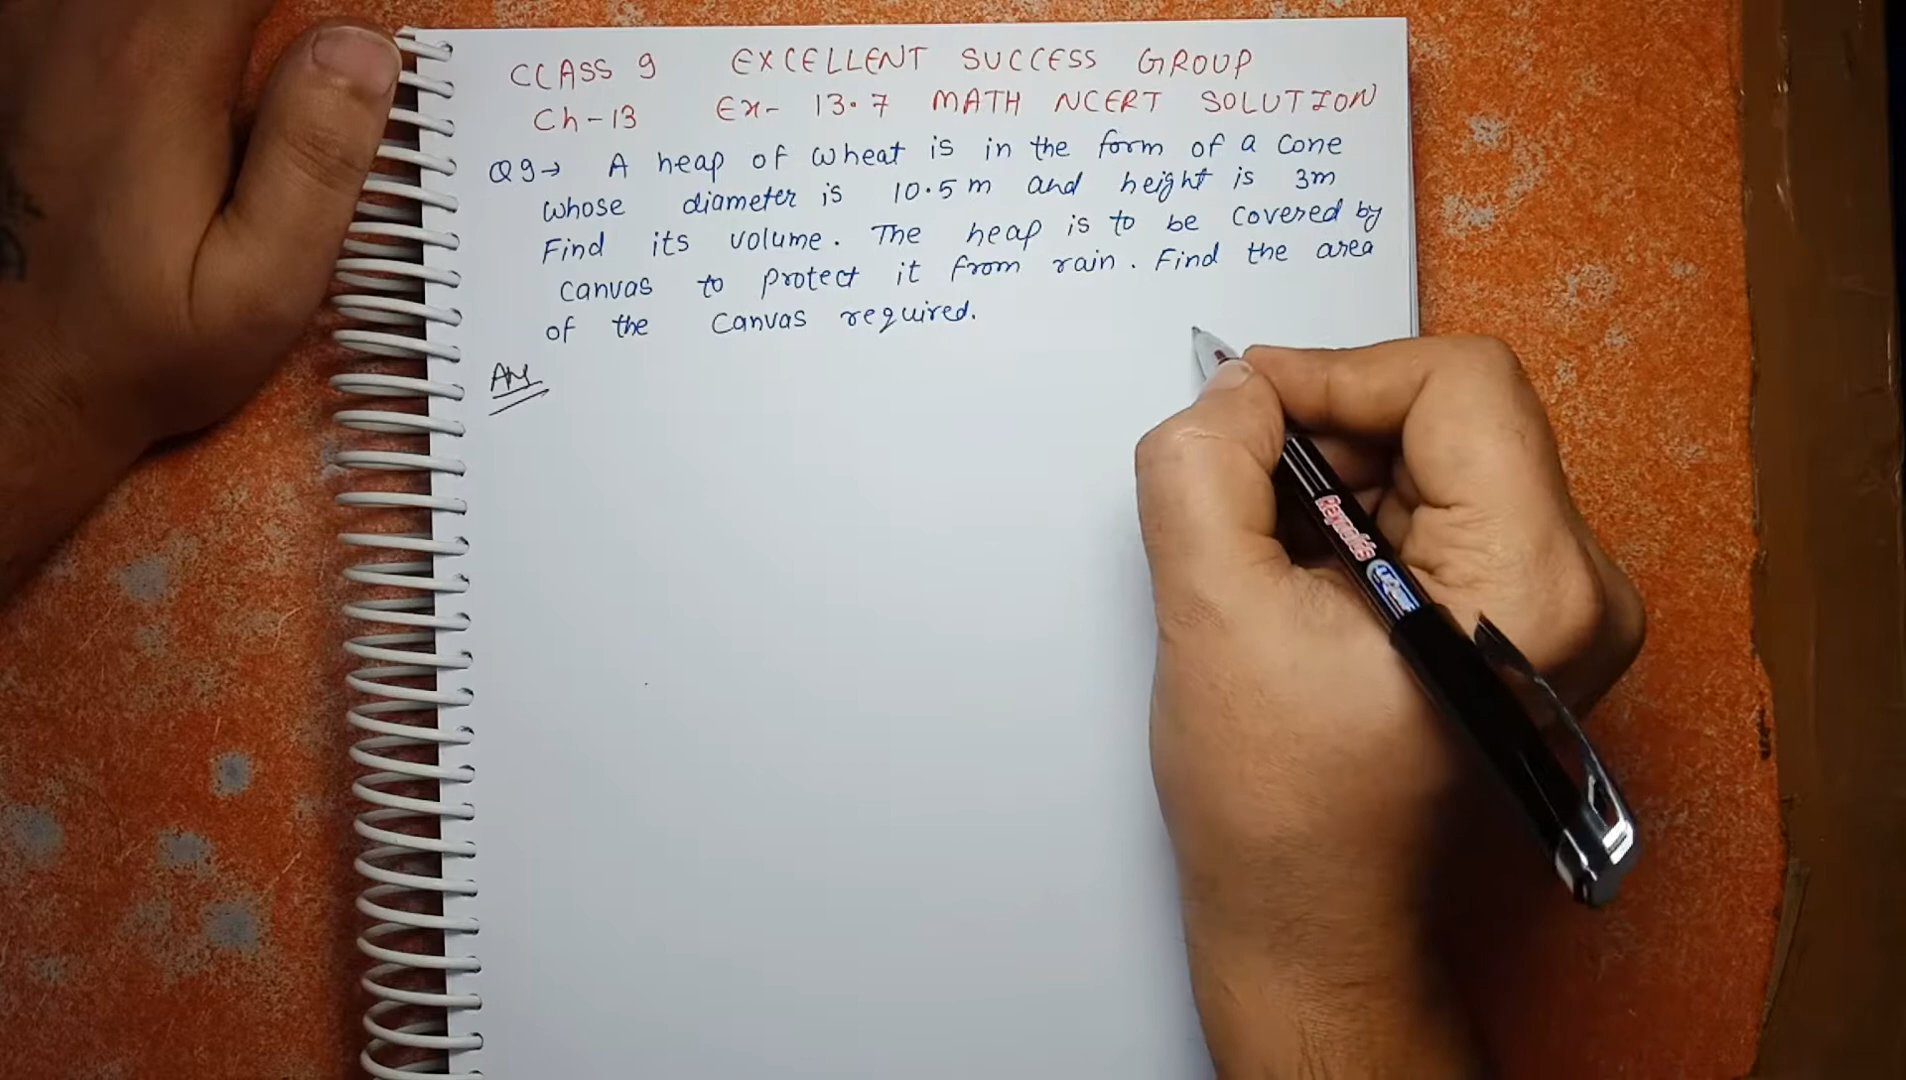 CLASS 9 EXCELLENT SUCCESS GROUP
Ch-13 Ex- 13.7 MATH NCERT SOLUTION
Q9→ A heap of wheat is in the form of a cone
whose diameter is 10.5m and height is 3m
Find its volume. The heap is to be covered by
canvas to protect it from rain. Find the area
of the canvas required.
Ans
Reynolds